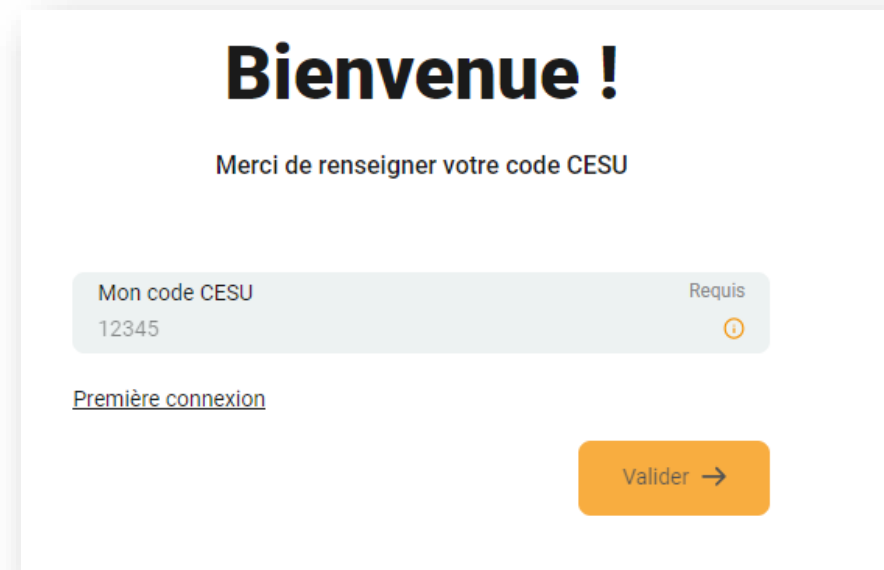 Bienvenue !
Merci de renseigner votre code CESU
Mon code CESU
Requis
12345
Première connexion
Valider →